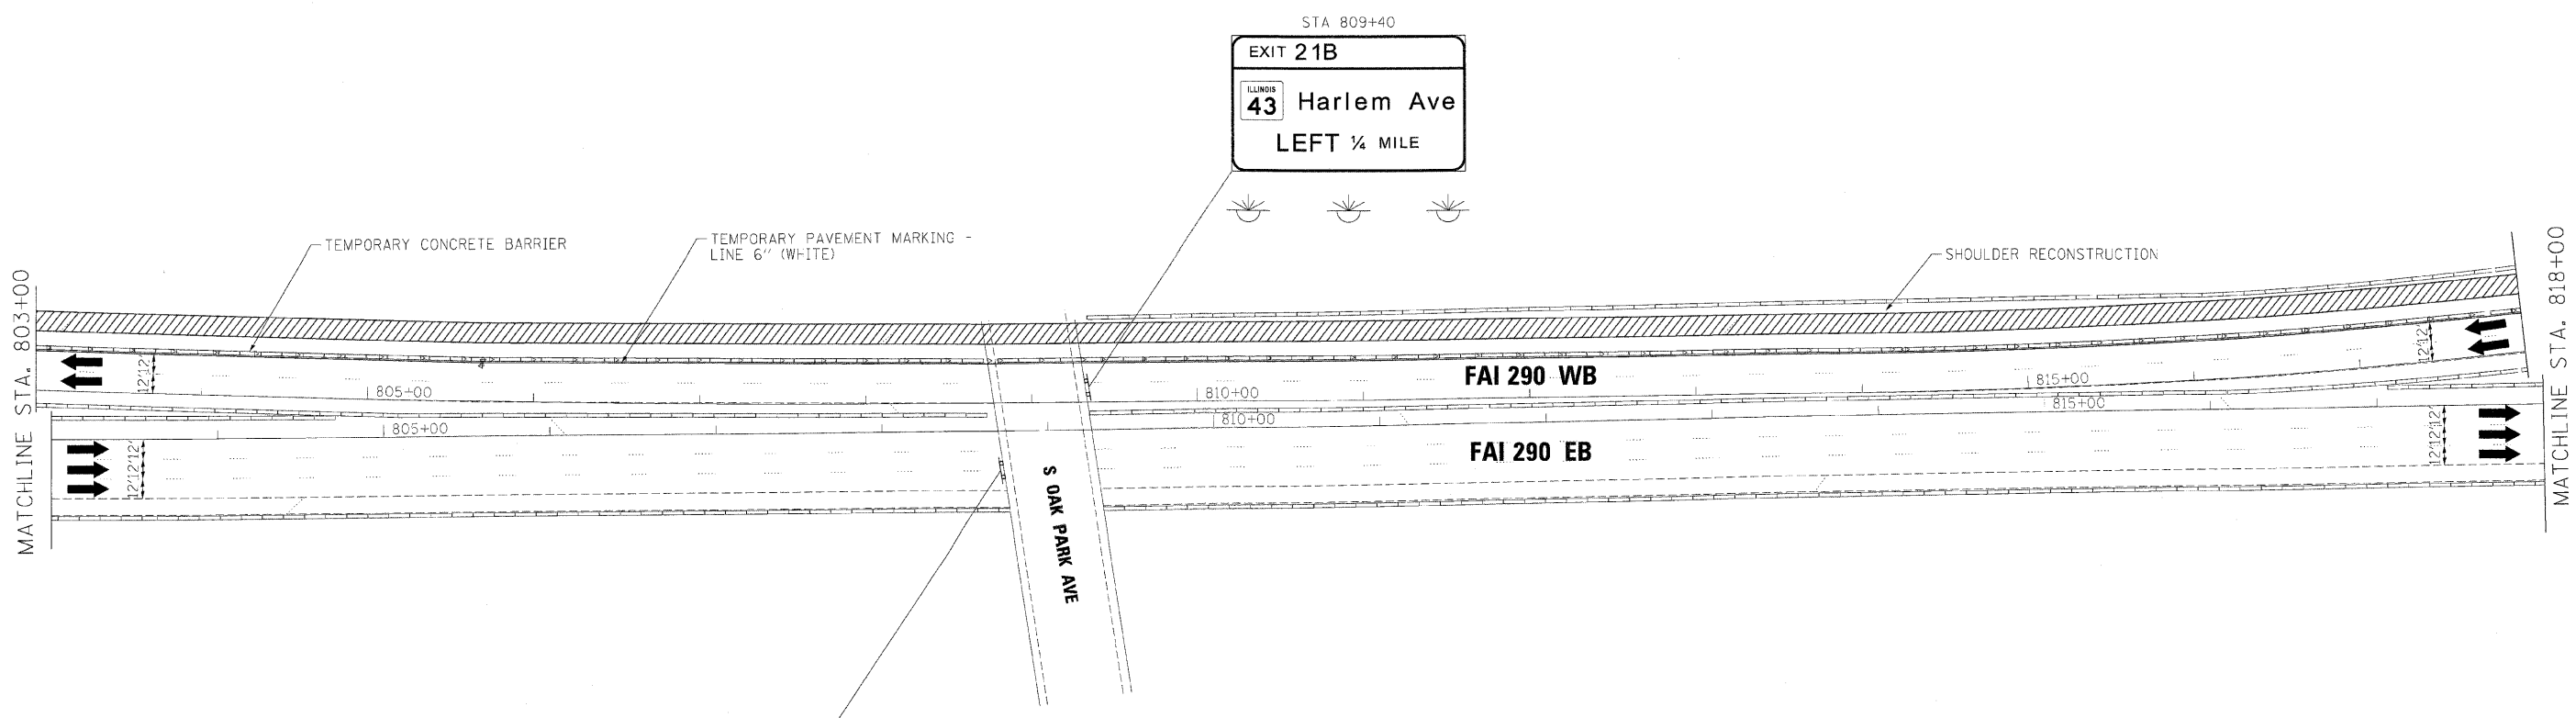 STA 809+40
EXIT 21B
ILLINOIS
43 Harlem Ave
LEFT ¼ MILE
TEMPORARY CONCRETE BARRIER
TEMPORARY PAVEMENT MARKING -
LINE 6" (WHITE)
SHOULDER RECONSTRUCTION
MATCHLINE STA. 803+00
MATCHLINE STA. 818+00
12' 12'
805+00
810+00
FAI 290 WB
815+00
12' 12'
805+00
810+00
815+00
12' 12' 12'
FAI 290 EB
12' 12' 12'
S OAK PARK AVE